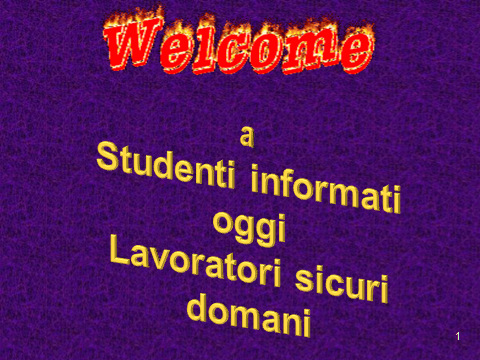 Welcome
a
Studenti informati
oggi
Lavoratori sicuri
domani
1